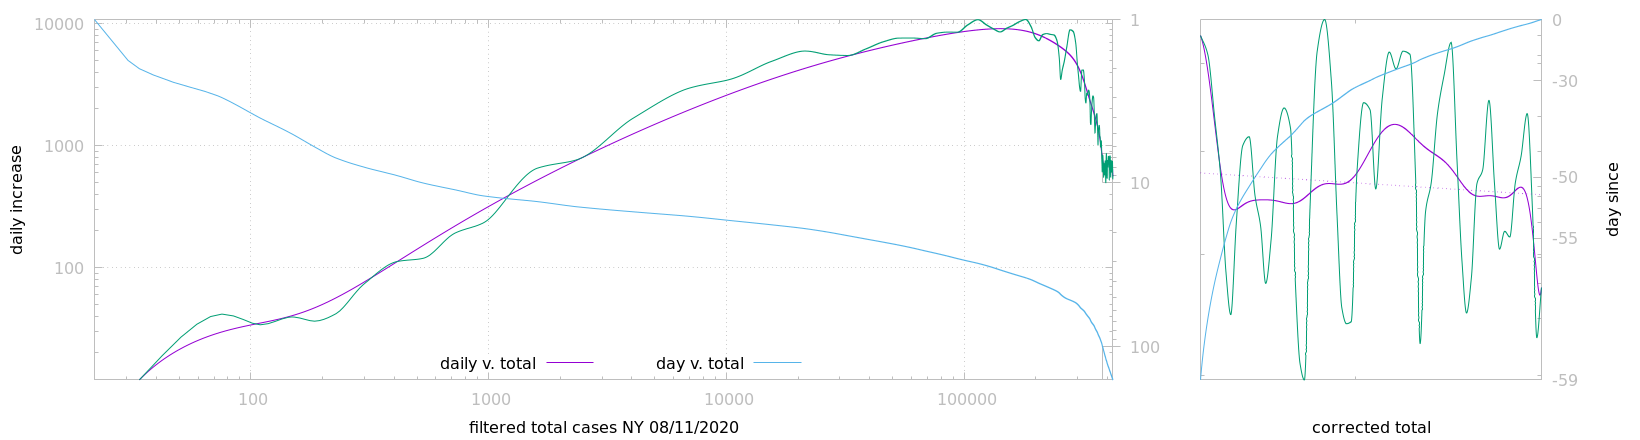 10000
1000
100
daily increase
100
1000
10000
100000
filtered total cases NY 08/11/2020
daily v. total
day v. total
1
10
100
0
-30
-50
-55
-59
day since
corrected total